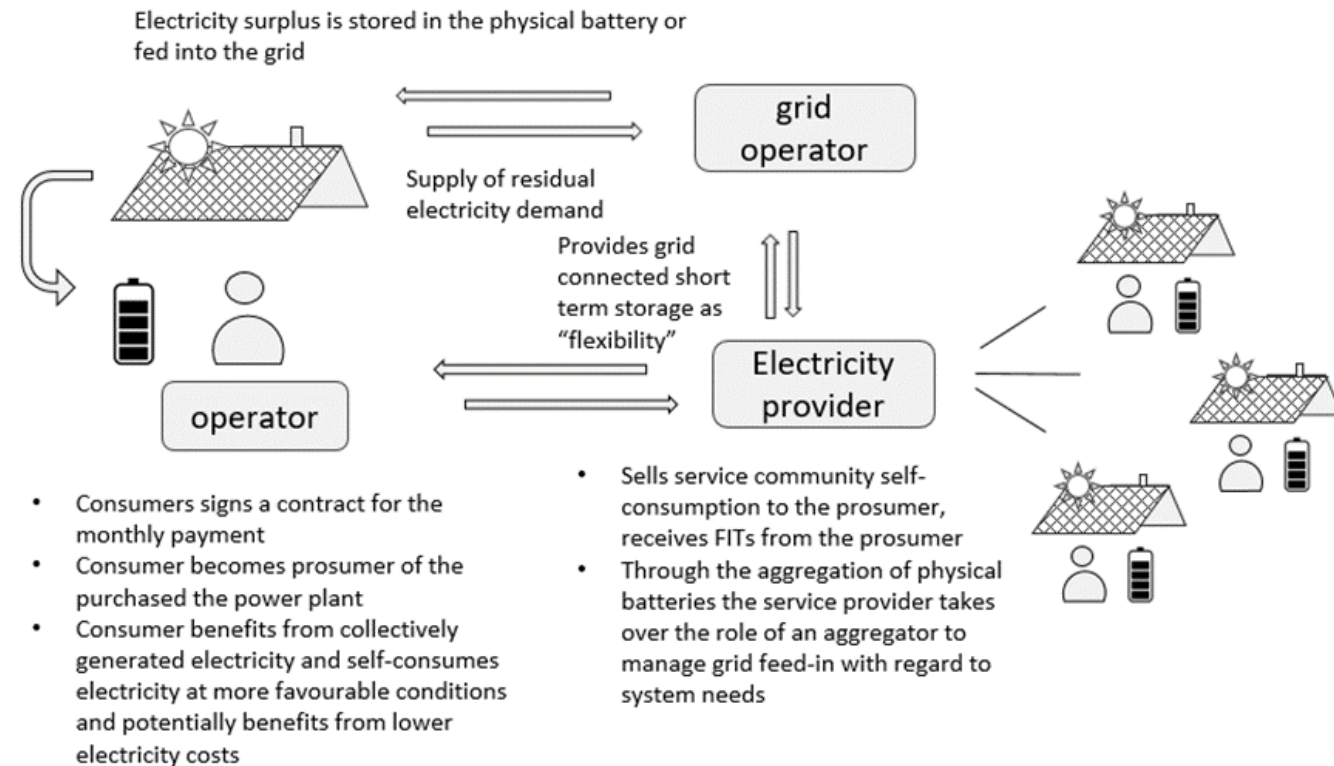 Electricity surplus is stored in the physical battery or
fed into the grid
grid
operator
Supply of residual
electricity demand
Provides grid
connected short
term storage as
“flexibility”
Electricity
provider
operator
• Consumers signs a contract for the
monthly payment
• Consumer becomes prosumer of the
purchased the power plant
• Consumer benefits from collectively
generated electricity and self-consumes
electricity at more favourable conditions
and potentially benefits from lower
electricity costs
• Sells service community self-
consumption to the prosumer,
receives FITs from the prosumer
• Through the aggregation of physical
batteries the service provider takes
over the role of an aggregator to
manage grid feed-in with regard to
system needs